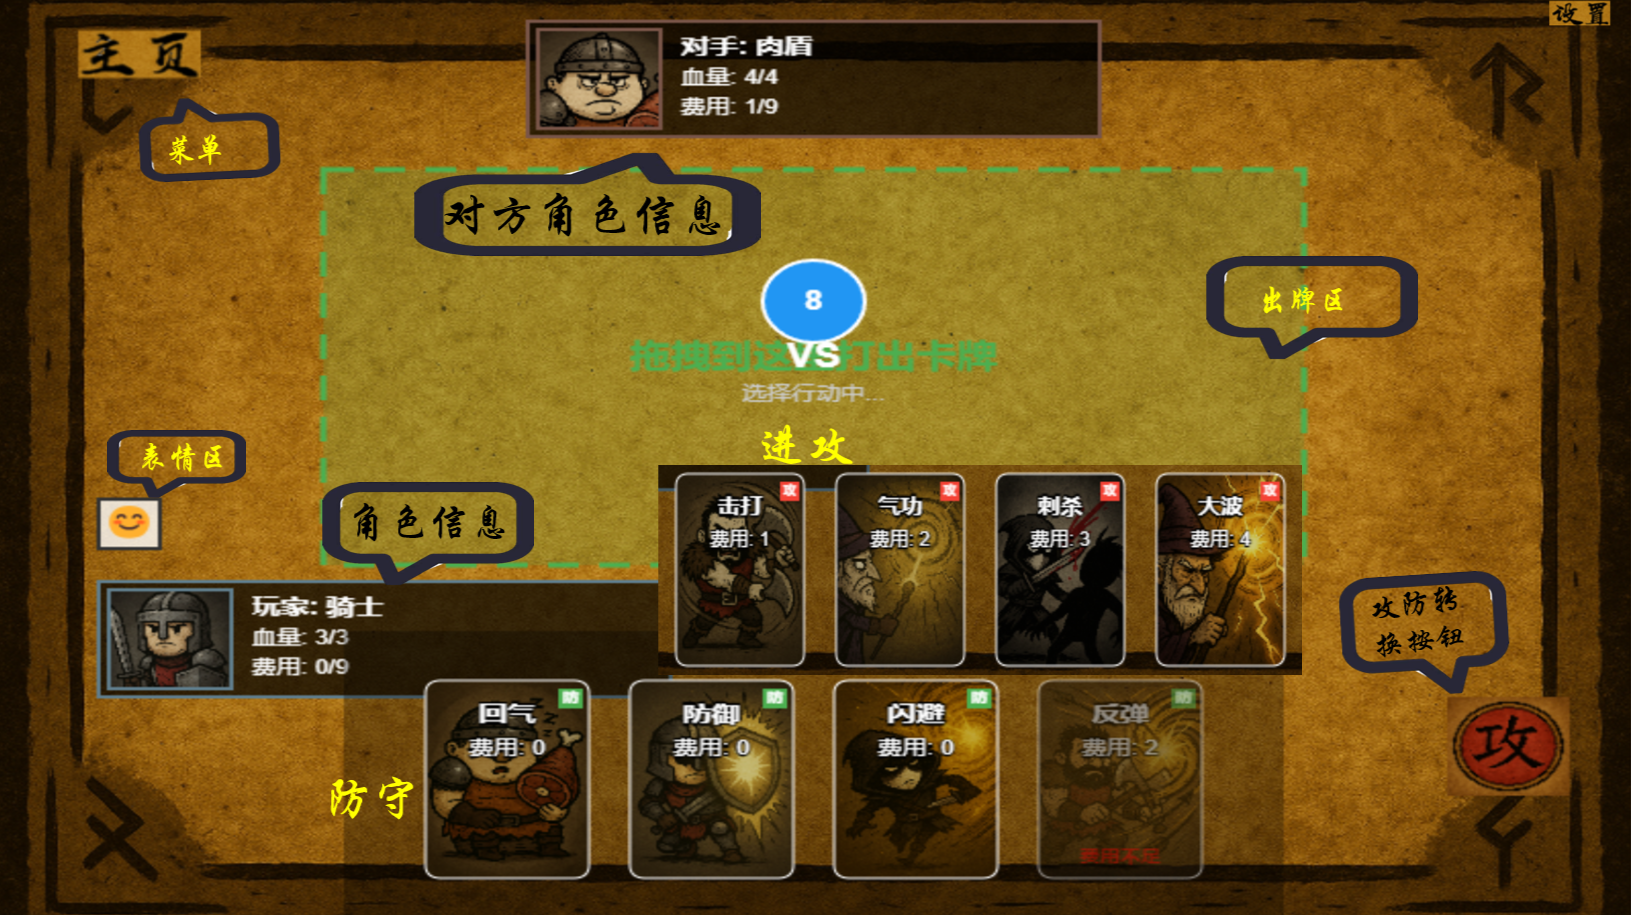 设置
主页
对手: 肉盾
血量: 4/4
费用: 1/9
菜单
对方角色信息
8
出牌区
拖拽到这
VS
打出卡牌
选择行动中...
进攻
表情区
角色信息
攻
击打
费用: 1
攻
气功
费用: 2
攻
刺杀
费用: 3
攻
大波
费用: 4
玩家: 骑士
血量: 3/3
费用: 0/9
攻防转
换按钮
防守
防
回气
费用: 0
防
防御
费用: 0
防
闪避
费用: 0
防
反弹
费用: 2
费用不足
攻